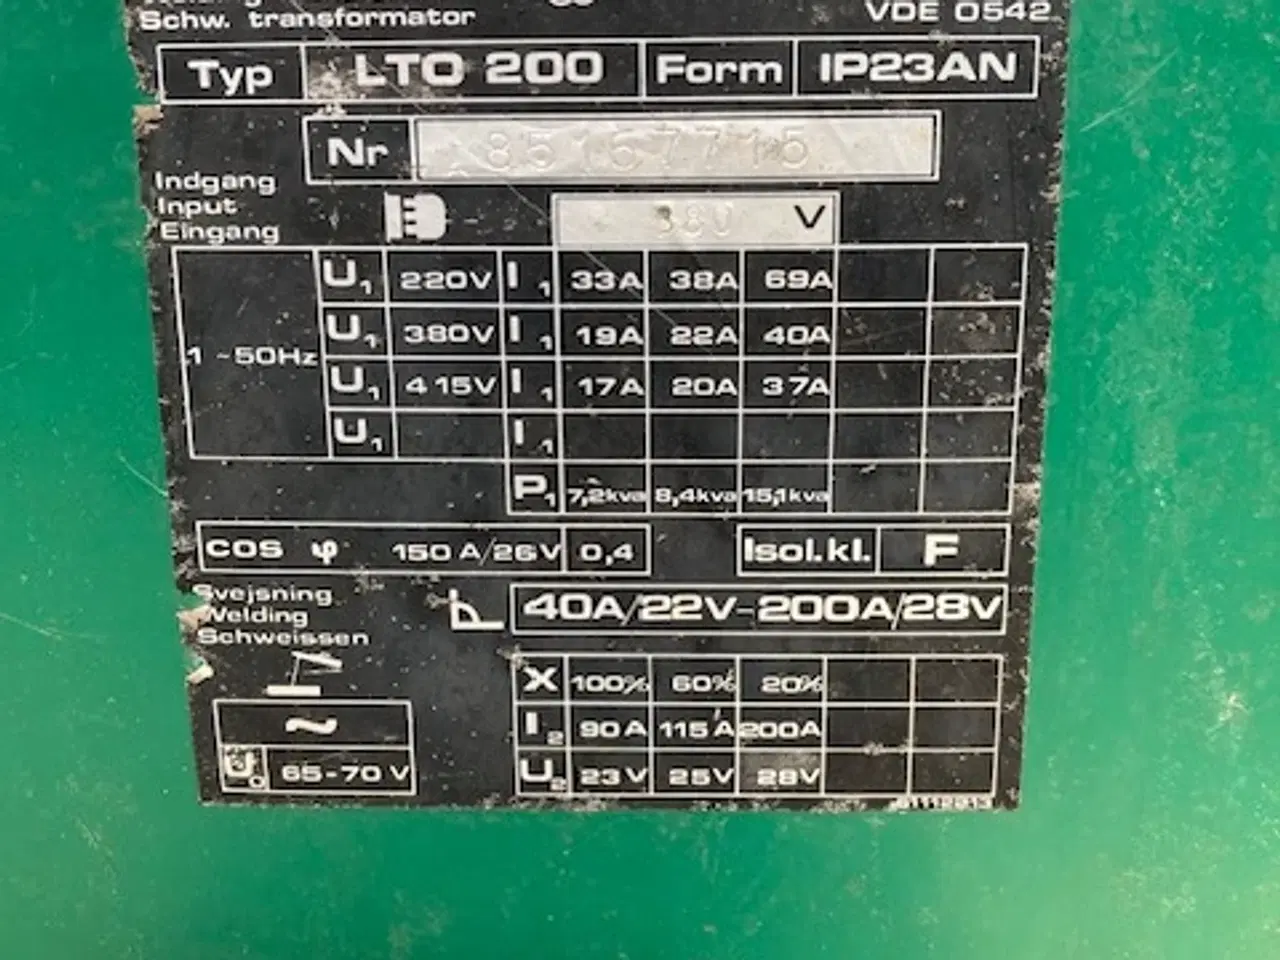 Schw. transformator VDE 0542
Typ LTO 200 Form IP23AN
Nr 85167715
Indgang
Input
Eingang 380 V
U1 220V I1 33A 38A 69A
U1 380V I1 19A 22A 40A
1 ~50Hz
U1 415V I1 17A 20A 37A
U1 I1
P1 7,2kva 8,4kva 15,1kva
cos φ 150 A/26V 0,4 Isol.kl. F
Svejsning
Welding
Schweissen
40A/22V-200A/28V
X 100% 60% 20%
~ I2 90A 115A 200A
U0 65-70 V U2 23V 25V 28V